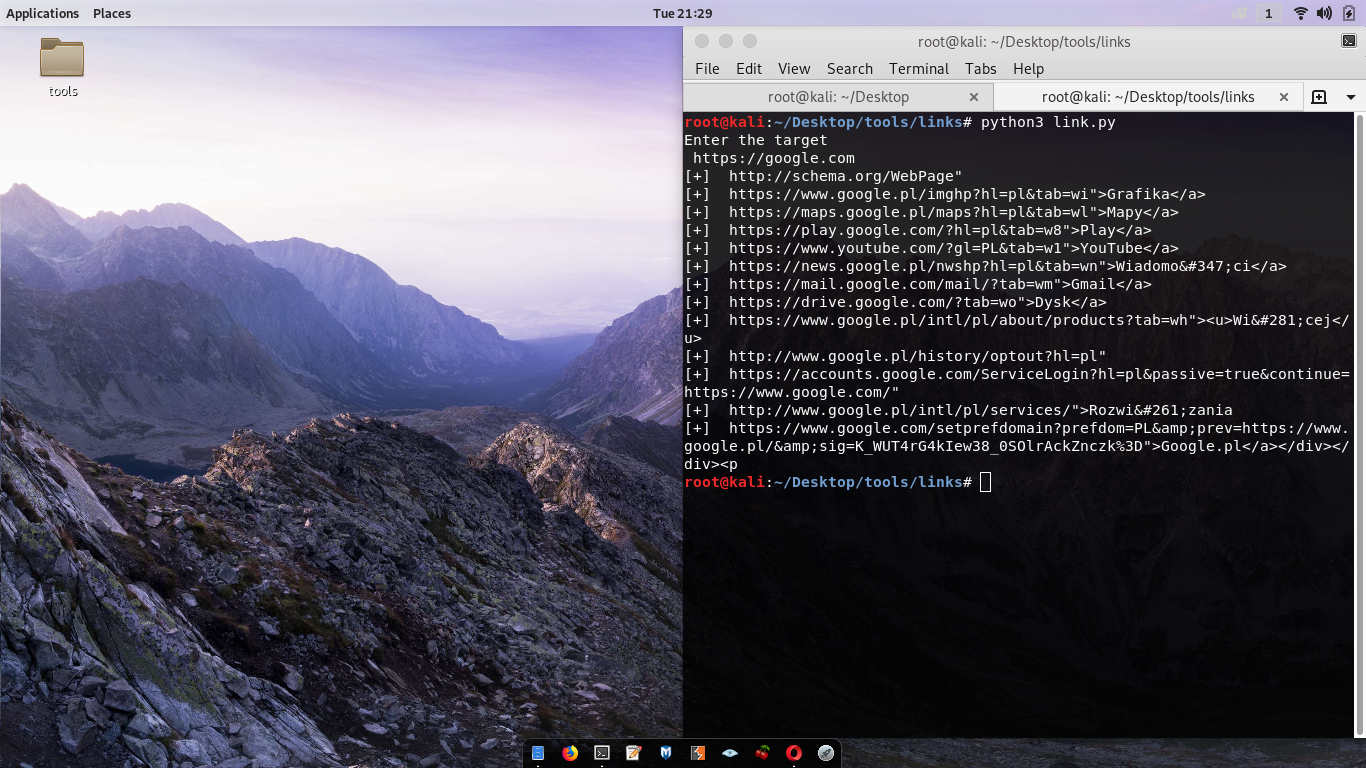 Applications Places Tue 21:29 1
tools
root@kali: ~/Desktop/tools/links
File Edit View Search Terminal Tabs Help
root@kali: ~/Desktop root@kali: ~/Desktop/tools/links
root@kali:~/Desktop/tools/links# python3 link.py
Enter the target
 https://google.com
[+]  http://schema.org/WebPage"
[+]  https://www.google.pl/imghp?hl=pl&tab=wi">Grafika</a>
[+]  https://maps.google.pl/maps?hl=pl&tab=wl">Mapy</a>
[+]  https://play.google.com/?hl=pl&tab=w8">Play</a>
[+]  https://www.youtube.com/?gl=PL&tab=w1">YouTube</a>
[+]  https://news.google.pl/nwshp?hl=pl&tab=wn">Wiadomo&#347;ci</a>
[+]  https://mail.google.com/mail/?tab=wm">Gmail</a>
[+]  https://drive.google.com/?tab=wo">Dysk</a>
[+]  https://www.google.pl/intl/pl/about/products?tab=wh"><u>Wi&#281;cej</
u>
[+]  http://www.google.pl/history/optout?hl=pl"
[+]  https://accounts.google.com/ServiceLogin?hl=pl&passive=true&continue=
https://www.google.com/"
[+]  http://www.google.pl/intl/pl/services/">Rozwi&#261;zania
[+]  https://www.google.com/setprefdomain?prefdom=PL&amp;prev=https://www.
google.pl/&amp;sig=K_WUT4rG4kIew38_0SOlrAckZnczk%3D">Google.pl</a></div></
div><p
root@kali:~/Desktop/tools/links#